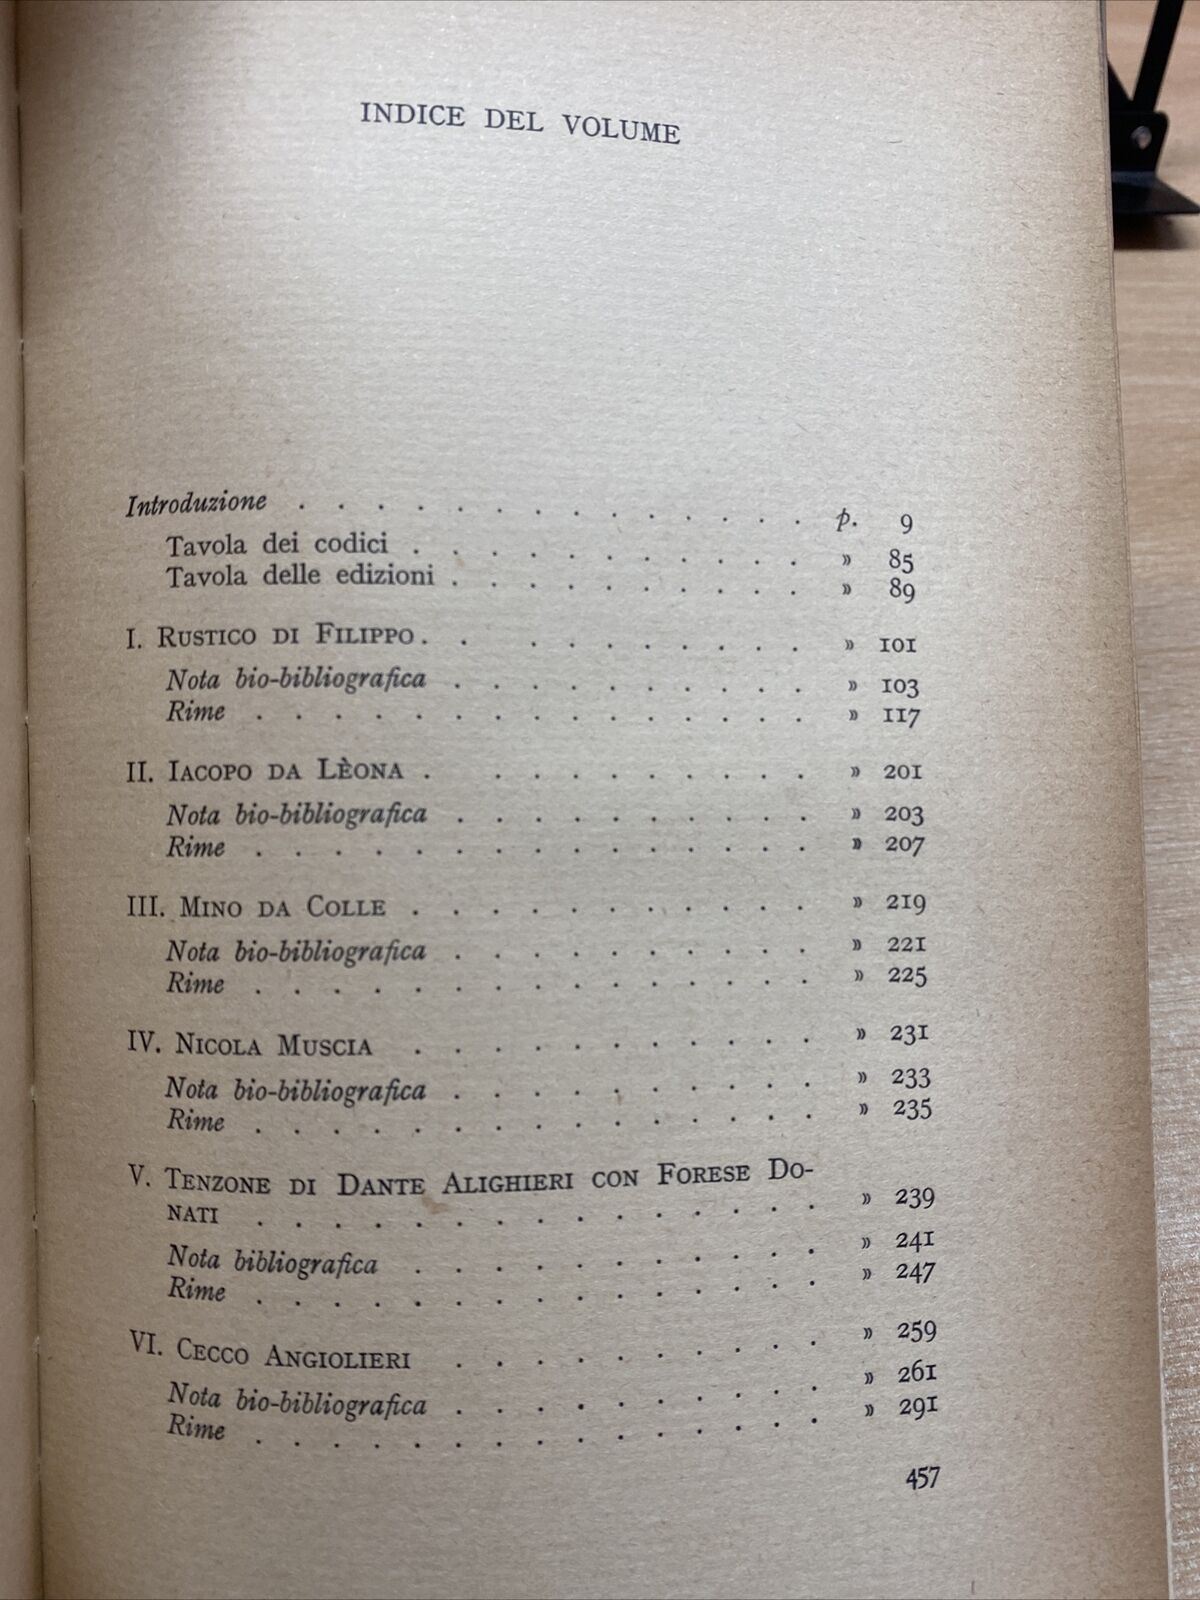 INDICE DEL VOLUME
Introduzione . . . . . . . . . . . . . . p. 9
Tavola dei codici . . . . . . . . . . . » 85
Tavola delle edizioni . . . . . . . . . . » 89
I. RUSTICO DI FILIPPO . . . . . . . . . » 101
Nota bio-bibliografica . . . . . . . . . . » 103
Rime . . . . . . . . . . . . . . . » 117
II. IACOPO DA LÈONA . . . . . . . . . . » 201
Nota bio-bibliografica . . . . . . . . . . » 203
Rime . . . . . . . . . . . . . . . » 207
III. MINO DA COLLE . . . . . . . . . . . » 219
Nota bio-bibliografica . . . . . . . . . . » 221
Rime . . . . . . . . . . . . . . . » 225
IV. NICOLA MUSCIA . . . . . . . . . . . » 231
Nota bio-bibliografica . . . . . . . . . . » 233
Rime . . . . . . . . . . . . . . . » 235
V. TENZONE DI DANTE ALIGHIERI CON FORESE DO-
NATI . . . . . . . . . . . . . . . » 239
Nota bibliografica . . . . . . . . . . . » 241
Rime . . . . . . . . . . . . . . . » 247
VI. CECCO ANGIOLIERI . . . . . . . . . . » 259
Nota bio-bibliografica . . . . . . . . . . » 261
Rime . . . . . . . . . . . . . . . » 291
457